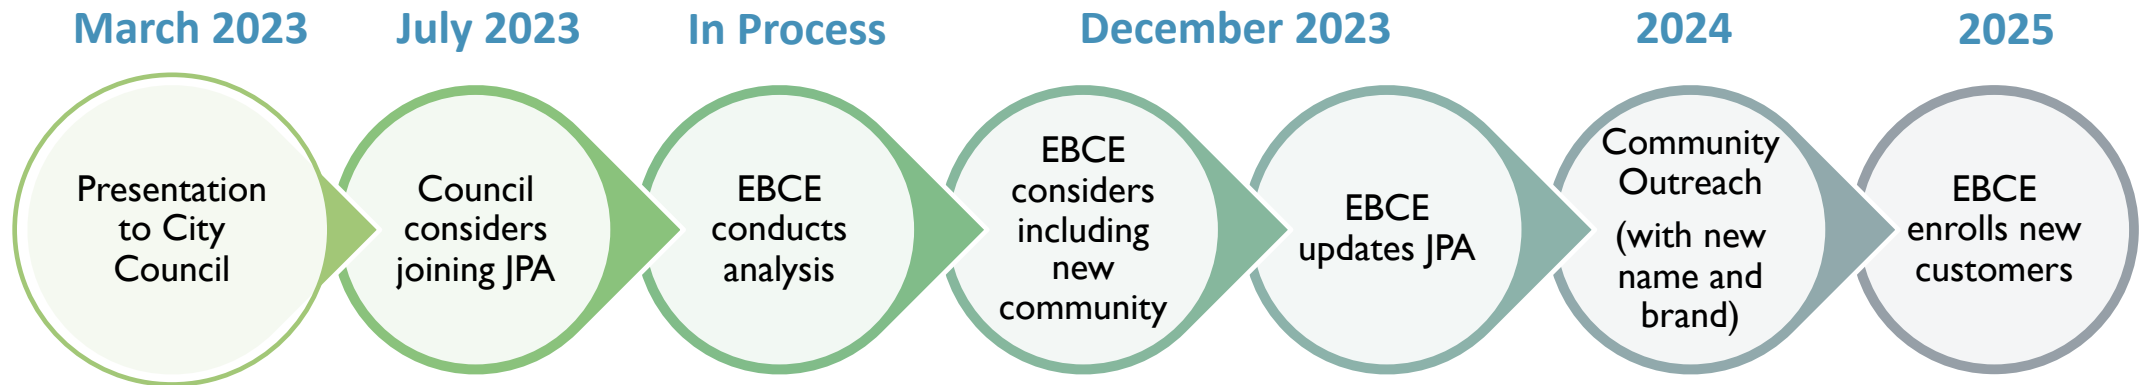 March 2023
July 2023
In Process
December 2023
2024
2025
Presentation
to City
Council
Council
considers
joining JPA
EBCE
conducts
analysis
EBCE
considers
including
new
community
EBCE
updates JPA
Community
Outreach
(with new
name and
brand)
EBCE
enrolls new
customers